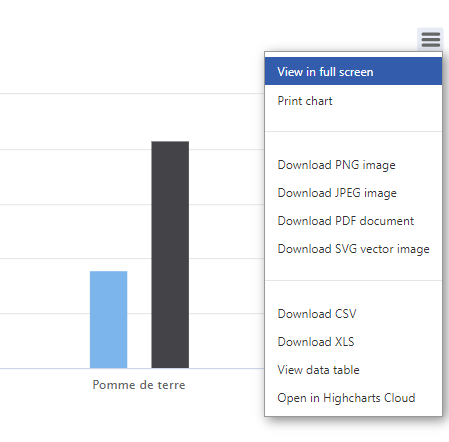 View in full screen
Print chart
Download PNG image
Download JPEG image
Download PDF document
Download SVG vector image
Download CSV
Download XLS
View data table
Open in Highcharts Cloud
Pomme de terre